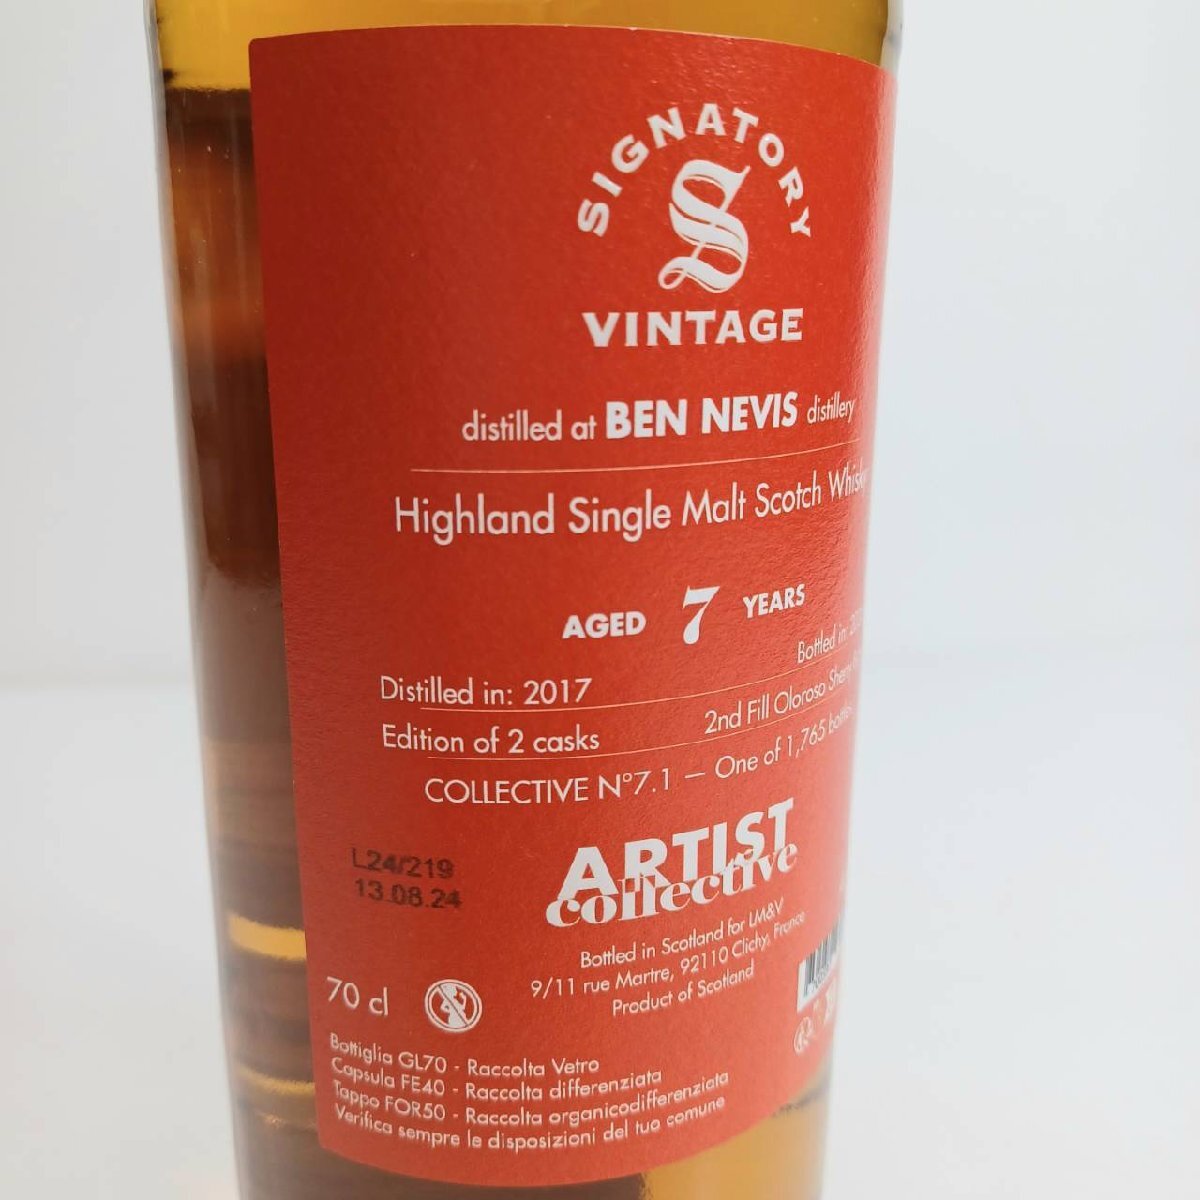 SIGNATORY
S
VINTAGE
distilled at BEN NEVIS distillery
Highland Single Malt Scotch Whisky
AGED 7 YEARS
Distilled in: 2017 Bottled in:
Edition of 2 casks 2nd Fill Oloroso Sherry
COLLECTIVE N°7.1 – One of 1,765
ARTIST
collective
L24/219
13.08.24
Bottled in Scotland for LM&V
9/11 rue Martre, 92110 Clichy, France
Product of Scotland
70 cl
Bottiglia GL70 - Raccolta Vetro
Capsula FE40 - Raccolta differenziata
Tappo FOR50 - Raccolta organicodifferenziata
Verifica sempre le disposizioni del tuo comune